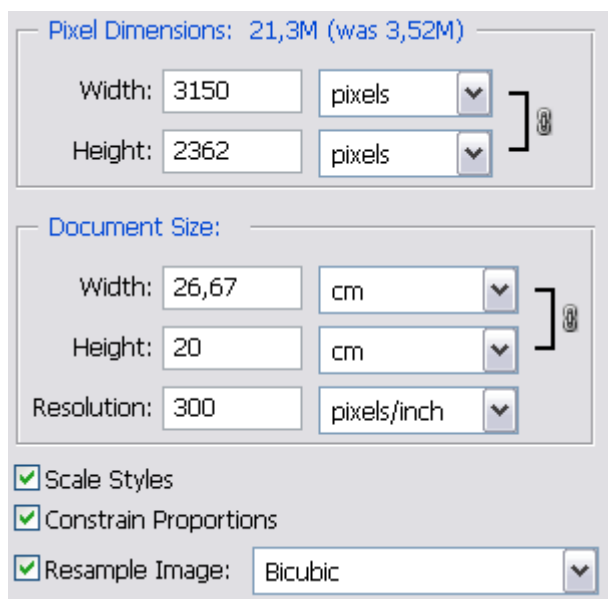 Pixel Dimensions: 21,3M (was 3,52M)
Width: 3150 pixels
Height: 2362 pixels
Document Size:
Width: 26,67 cm
Height: 20 cm
Resolution: 300 pixels/inch
Scale Styles
Constrain Proportions
Resample Image: Bicubic